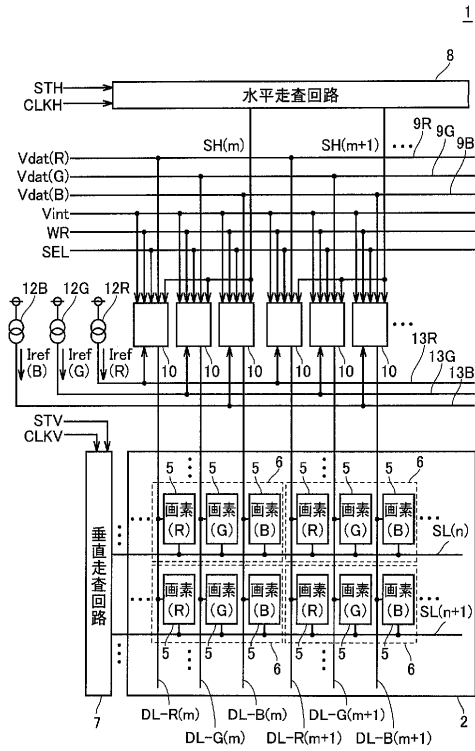 1
8
STH
CLKH
水平走査回路
SH(m)
SH(m+1)
9R
9G
9B
Vdat(R)
Vdat(G)
Vdat(B)
Vint
WR
SEL
12B
12G
12R
Iref
(B)
Iref
(G)
Iref
(R)
10
10
10
10
10
10
13R
13G
13B
STV
CLKV
垂直走査回路
7
5
5
5
6
5
5
5
6
画素
(R)
画素
(G)
画素
(B)
画素
(R)
画素
(G)
画素
(B)
SL(n)
画素
(R)
画素
(G)
画素
(B)
画素
(R)
画素
(G)
画素
(B)
SL(n+1)
5
5
5
6
5
5
5
6
DL-R(m)
DL-G(m)
DL-B(m)
DL-R(m+1)
DL-G(m+1)
DL-B(m+1)
2